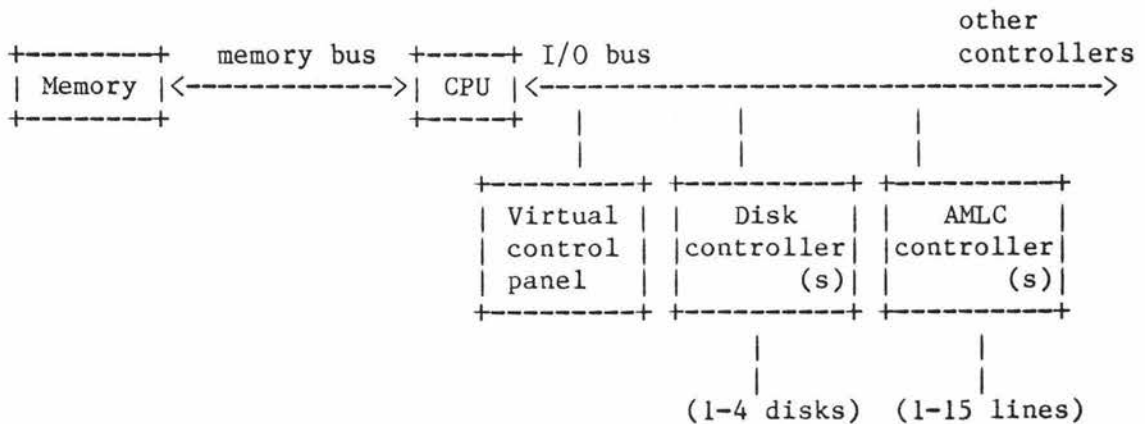 other
memory bus I/O bus controllers
Memory CPU
Virtual Disk AMLC
control controller controller
panel (s) (s)
(1-4 disks) (1-15 lines)